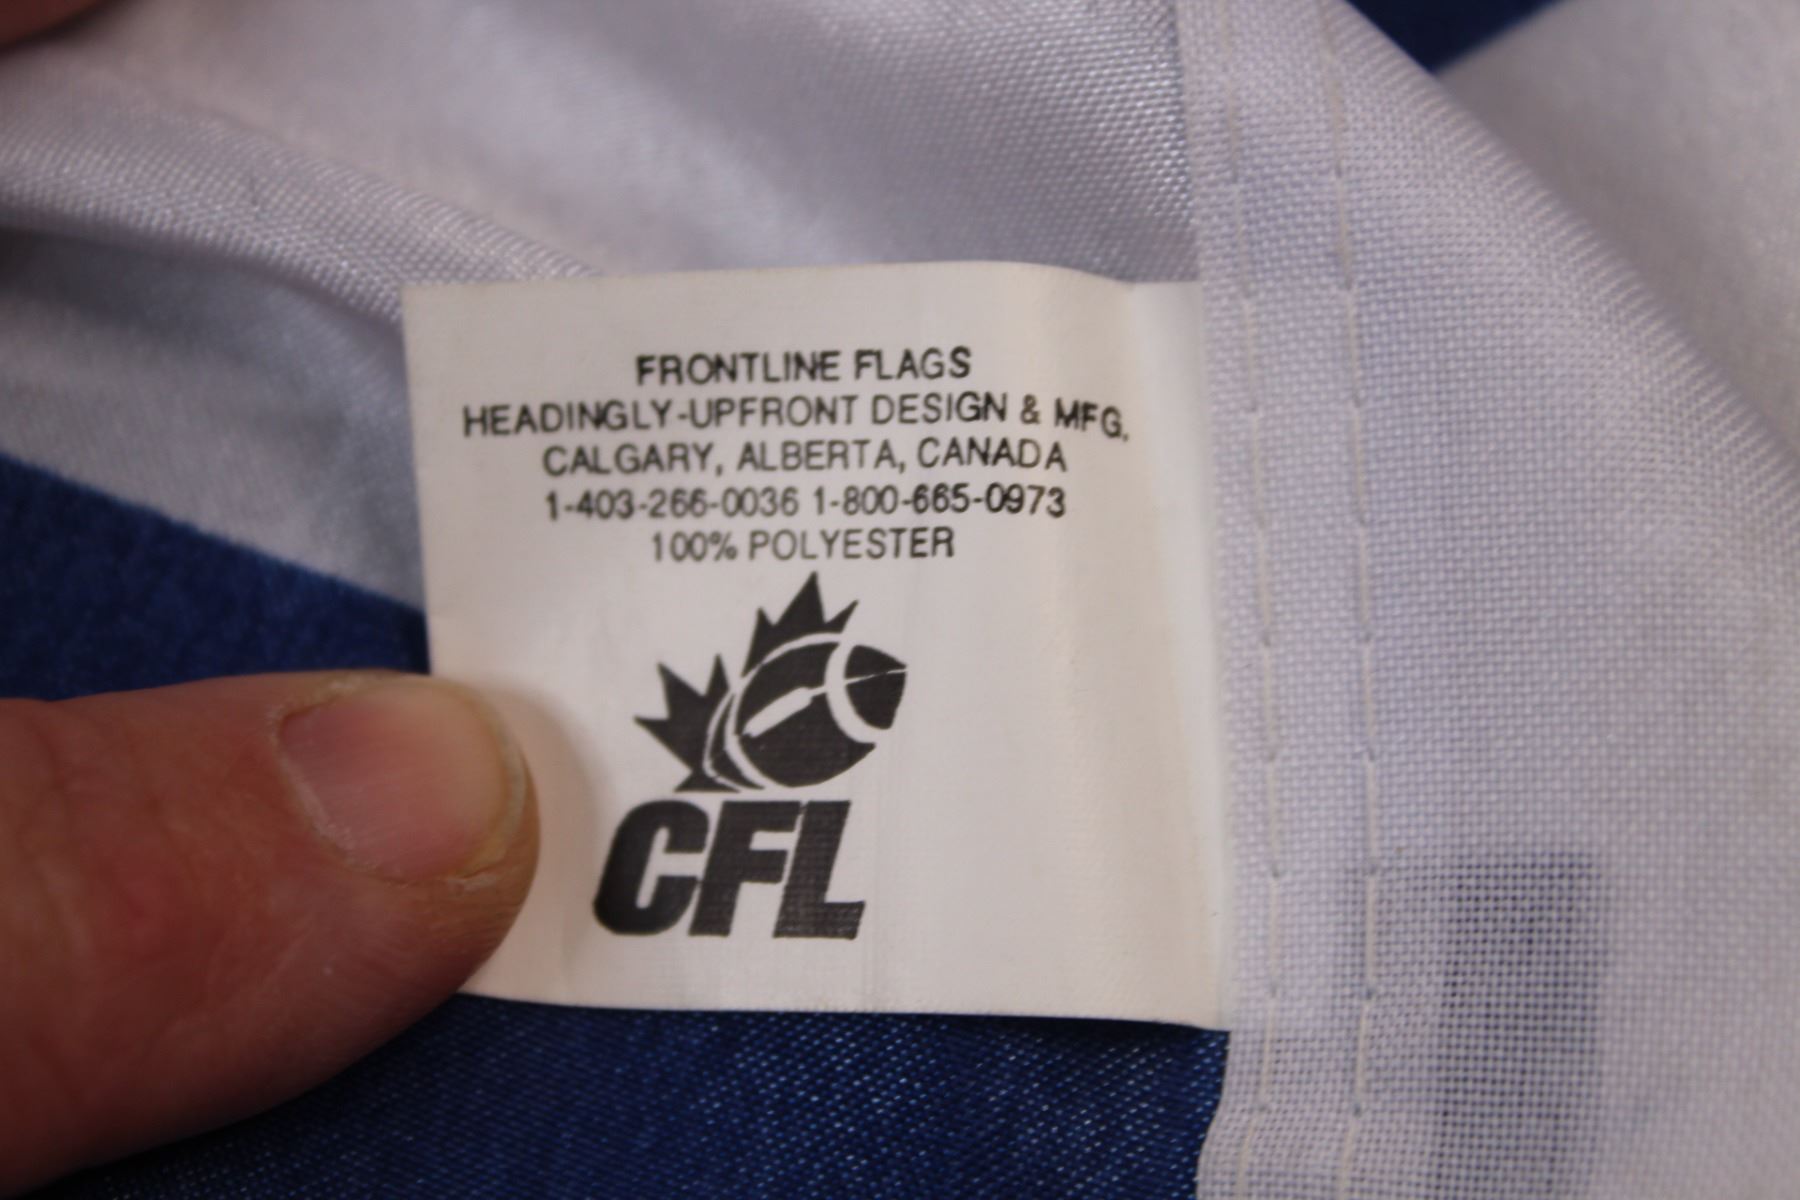 FRONTLINE FLAGS
HEADINGLY-UPFRONT DESIGN & MFG.
CALGARY, ALBERTA, CANADA
1-403-266-0036 1-800-665-0973
100% POLYESTER
CFL